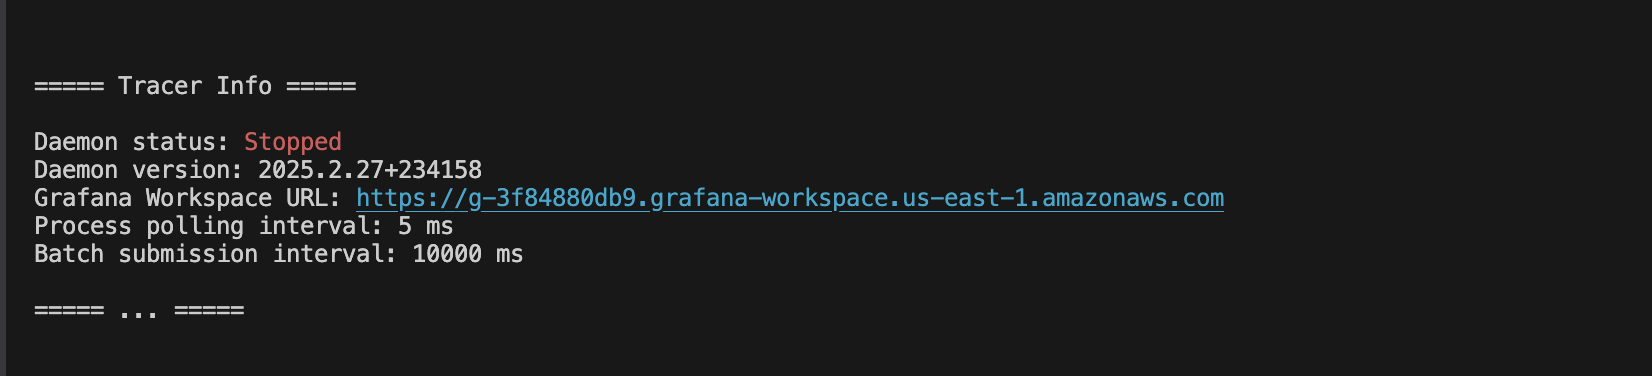 ===== Tracer Info =====
Daemon status: Stopped
Daemon version: 2025.2.27+234158
Grafana Workspace URL: https://g-3f84880db9.grafana-workspace.us-east-1.amazonaws.com
Process polling interval: 5 ms
Batch submission interval: 10000 ms
===== ... =====